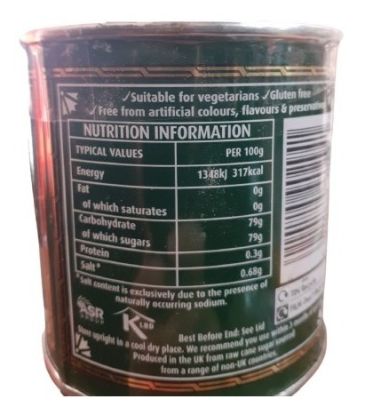 ✓Suitable for vegetarians ✓Gluten free
✓Free from artificial colours, flavours & preservatives
NUTRITION INFORMATION
TYPICAL VALUES PER 100g
Energy 1348kJ 317kcal
Fat 0g
of which saturates 0g
Carbohydrate 79g
of which sugars 79g
Protein 0.3g
Salt* 0.68g
*Salt content is exclusively due to the presence of
naturally occurring sodium.
ASR
GROUP
K LBD
Best Before End: See Lid
Store upright in a cool dry place. We recommend you use within 3
Produced in the UK from raw cane sugar sourced
from a range of non-UK countries.